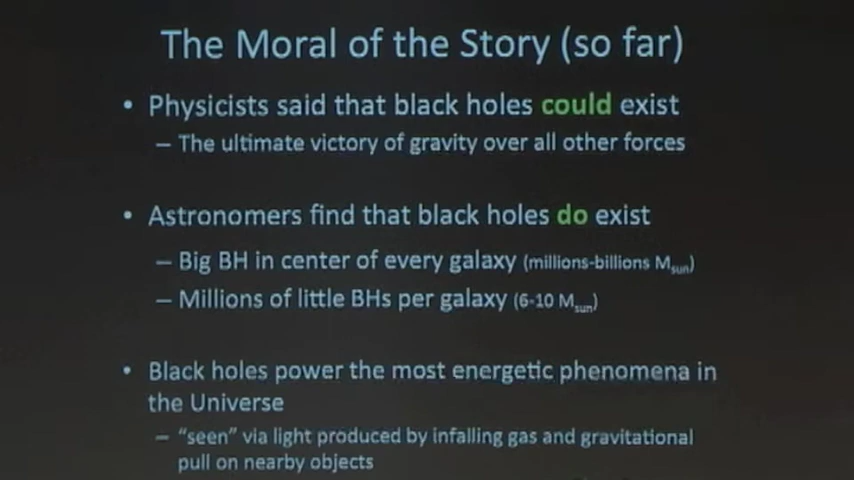 The Moral of the Story (so far)
• Physicists said that black holes could exist
– The ultimate victory of gravity over all other forces
• Astronomers find that black holes do exist
– Big BH in center of every galaxy (millions-billions Msun)
– Millions of little BHs per galaxy (6-10 Msun)
• Black holes power the most energetic phenomena in
the Universe
– “seen” via light produced by infalling gas and gravitational
pull on nearby objects